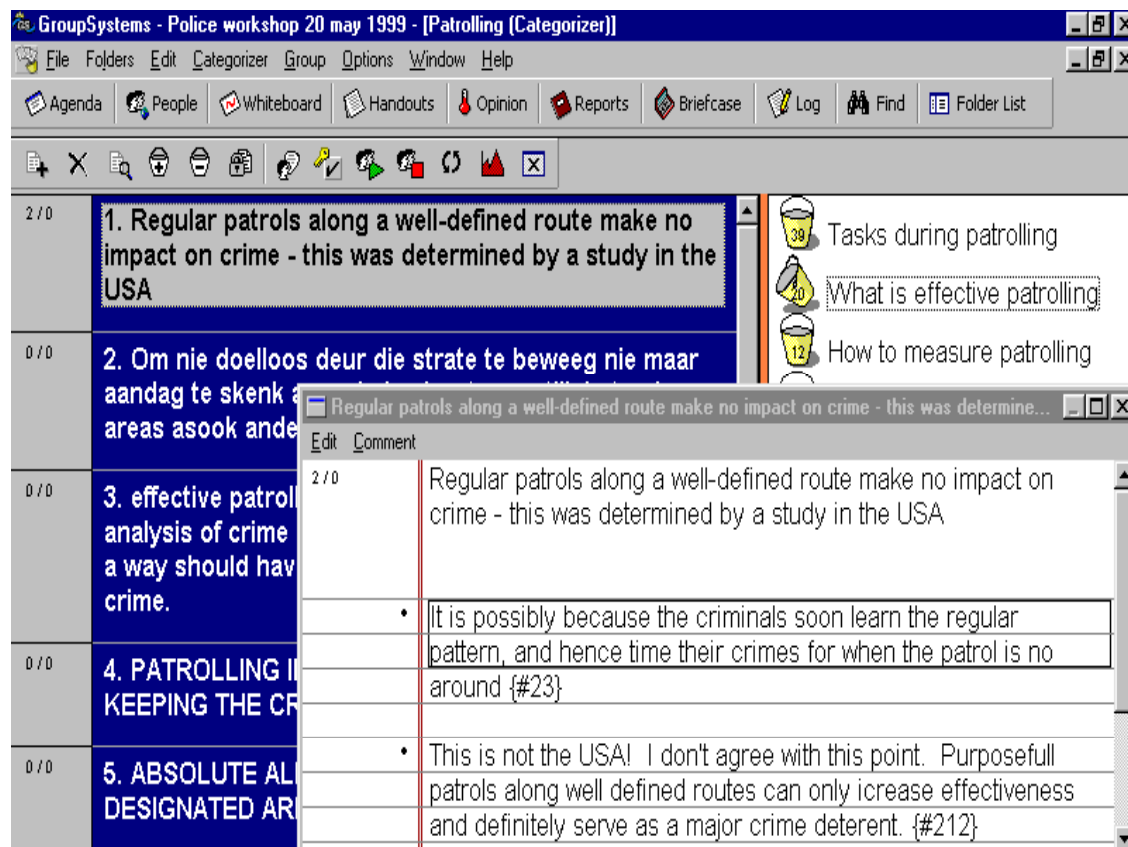 GroupSystems - Police workshop 20 may 1999 - [Patrolling (Categorizer)]
File Folders Edit Categorizer Group Options Window Help
Agenda People Whiteboard Handouts Opinion Reports Briefcase Log Find Folder List
2 / 0
1. Regular patrols along a well-defined route make no
impact on crime - this was determined by a study in the
USA
0 / 0
2. Om nie doelloos deur die strate te beweeg nie maar
aandag te skenk
areas asook
0 / 0
3. effective
analysis of crime
a way should
crime.
0 / 0
4. PATROLLING
KEEPING THE
0 / 0
5. ABSOLUTE
DESIGNATED
39 Tasks during patrolling
20 What is effective patrolling
12 How to measure patrolling
Regular patrols along a well-defined route make no impact on crime - this was determine...
Edit Comment
2 / 0
Regular patrols along a well-defined route make no impact on
crime - this was determined by a study in the USA
• It is possibly because the criminals soon learn the regular
pattern, and hence time their crimes for when the patrol is no
around {#23}
• This is not the USA! I don't agree with this point. Purposefull
patrols along well defined routes can only icrease effectiveness
and definitely serve as a major crime deterent. {#212}